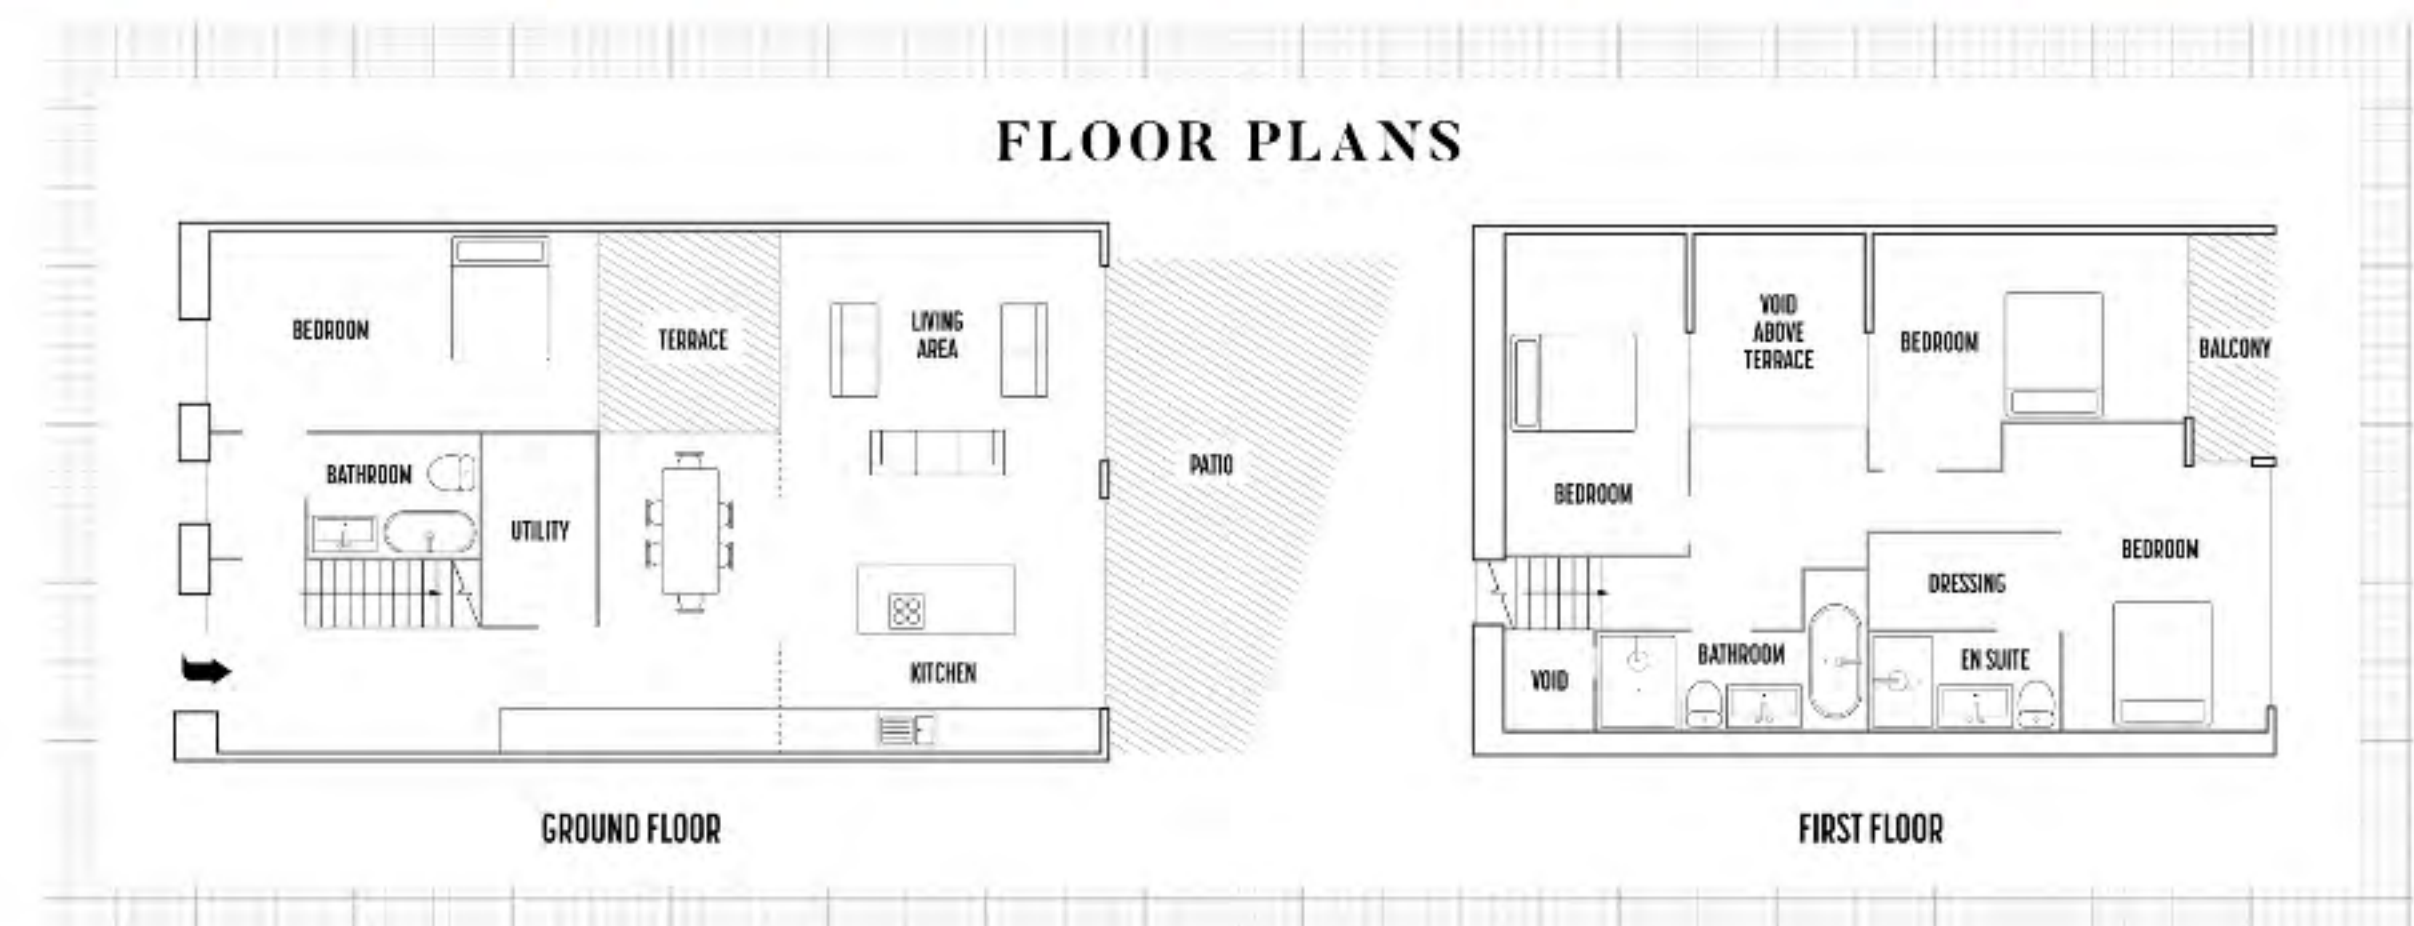 FLOOR PLANS
BEDROOM
TERRACE
LIVING
AREA
BATHROOM
UTILITY
PATIO
KITCHEN
GROUND FLOOR
VOID
ABOVE
TERRACE
BEDROOM
BALCONY
BEDROOM
BEDROOM
DRESSING
BATHROOM
EN SUITE
VOID
FIRST FLOOR